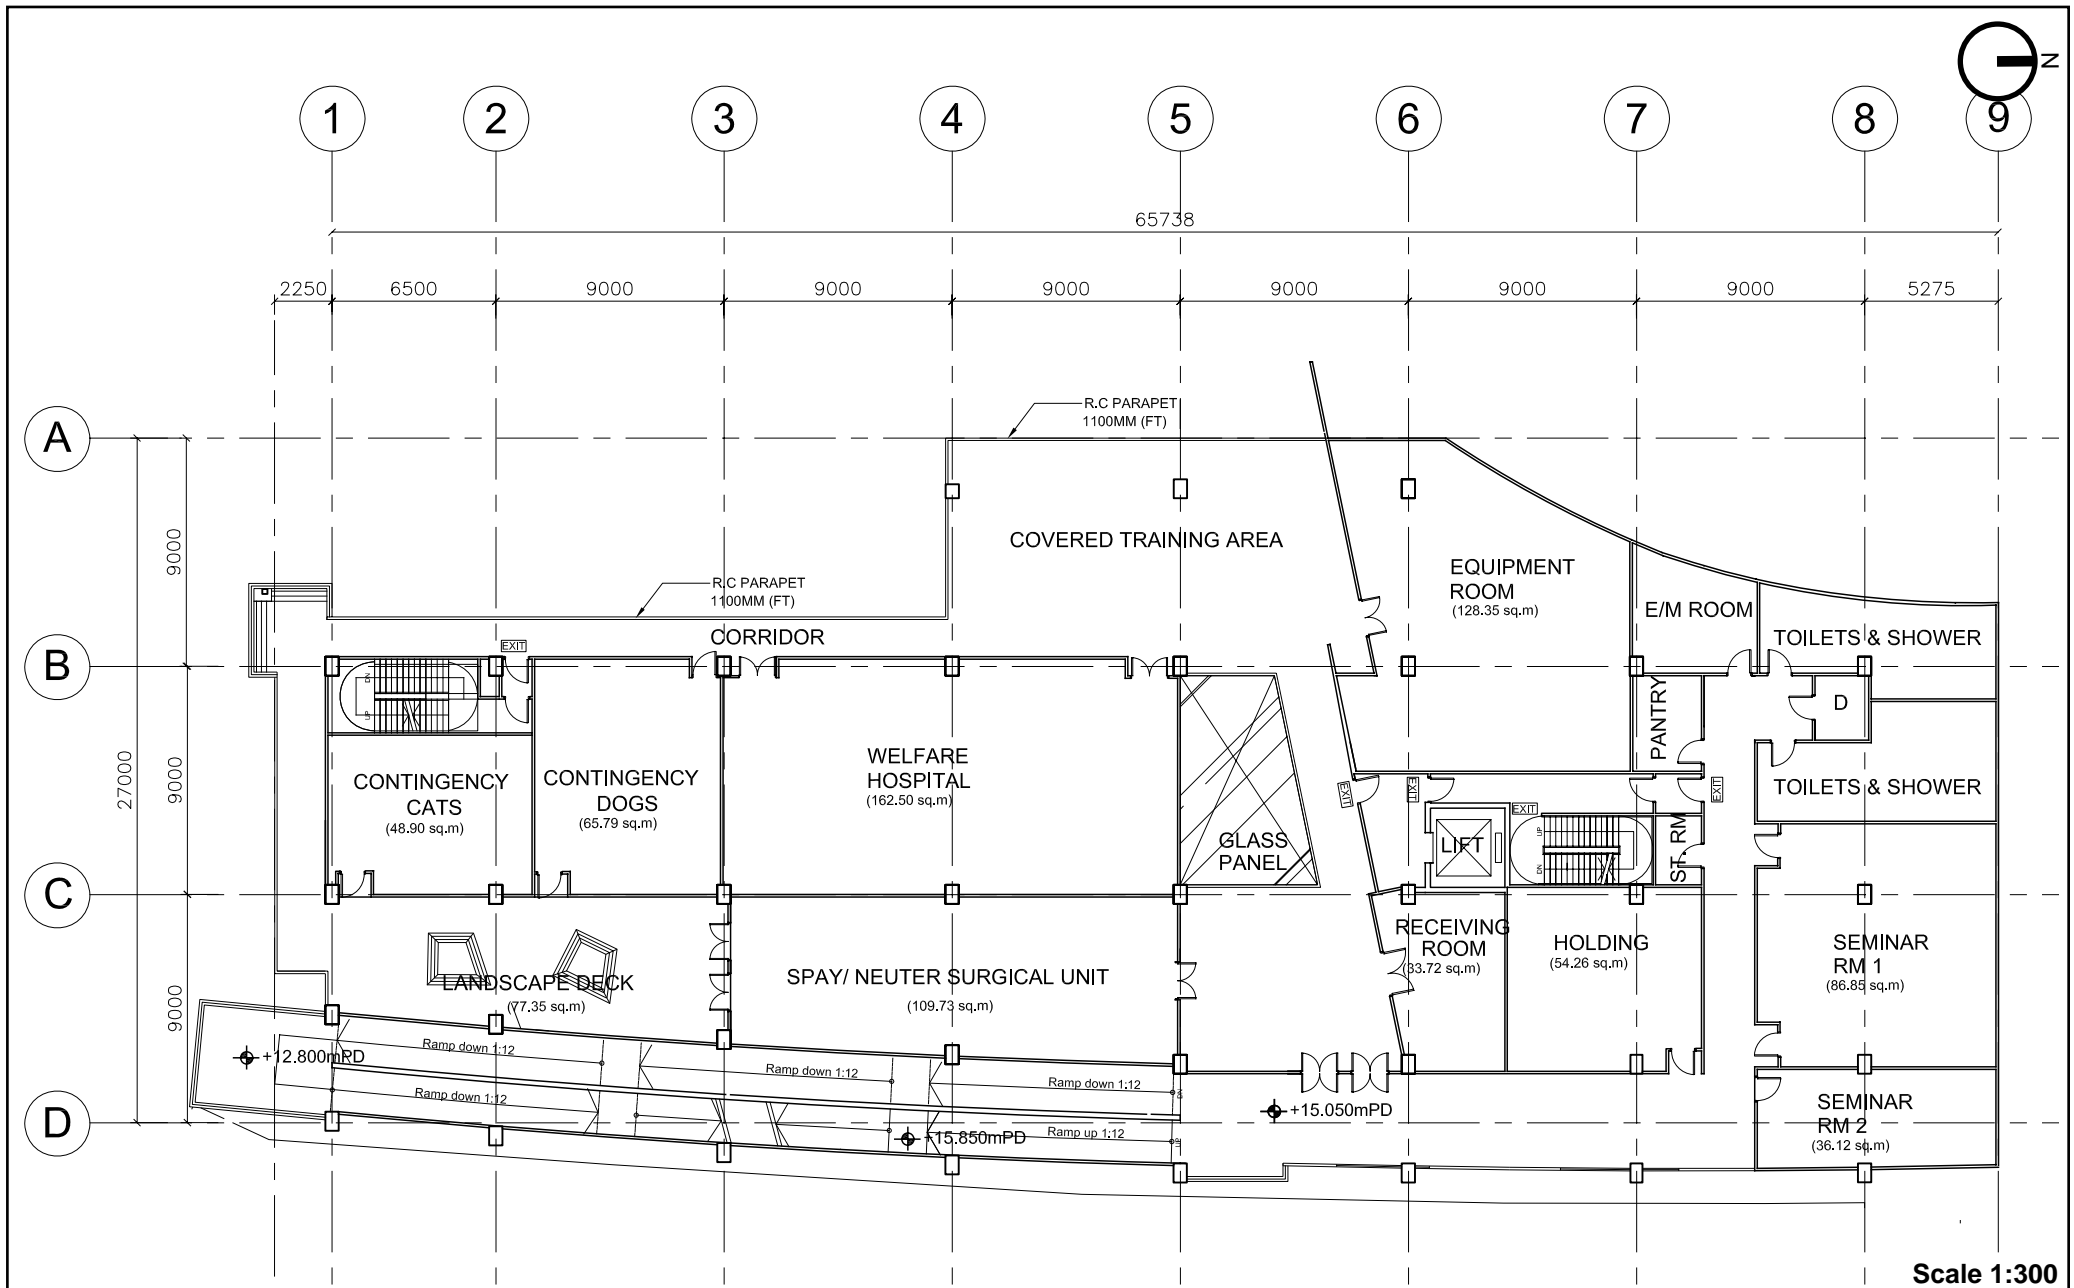 N
1 2 3 4 5 6 7 8 9
65738
2250 6500 9000 9000 9000 9000 9000 9000 5275
R.C PARAPET
1100MM (FT)
A
9000
COVERED TRAINING AREA
EQUIPMENT
ROOM
(128.35 sq.m)
R.C PARAPET
1100MM (FT)
E/M ROOM
CORRIDOR
TOILETS & SHOWER
EXIT
B
DN
UP
PANTRY
D
WELFARE
HOSPITAL
(162.50 sq.m)
CONTINGENCY
CATS
(48.90 sq.m)
CONTINGENCY
DOGS
(65.79 sq.m)
TOILETS & SHOWER
27000
9000
EXIT
EXIT
EXIT
EXIT
GLASS
PANEL
LIFT
UP
DN
ST. RM
C
RECEIVING
ROOM
(33.72 sq.m)
HOLDING
(54.26 sq.m)
SEMINAR
RM 1
(86.85 sq.m)
LANDSCAPE DECK
(77.35 sq.m)
SPAY/ NEUTER SURGICAL UNIT
(109.73 sq.m)
9000
Ramp down 1:12
+12.800mPD
Ramp down 1:12
Ramp down 1:12
DN
Ramp down 1:12
+15.050mPD
D
SEMINAR
RM 2
(36.12 sq.m)
+15.850mPD
Ramp up 1:12
UP
Scale 1:300